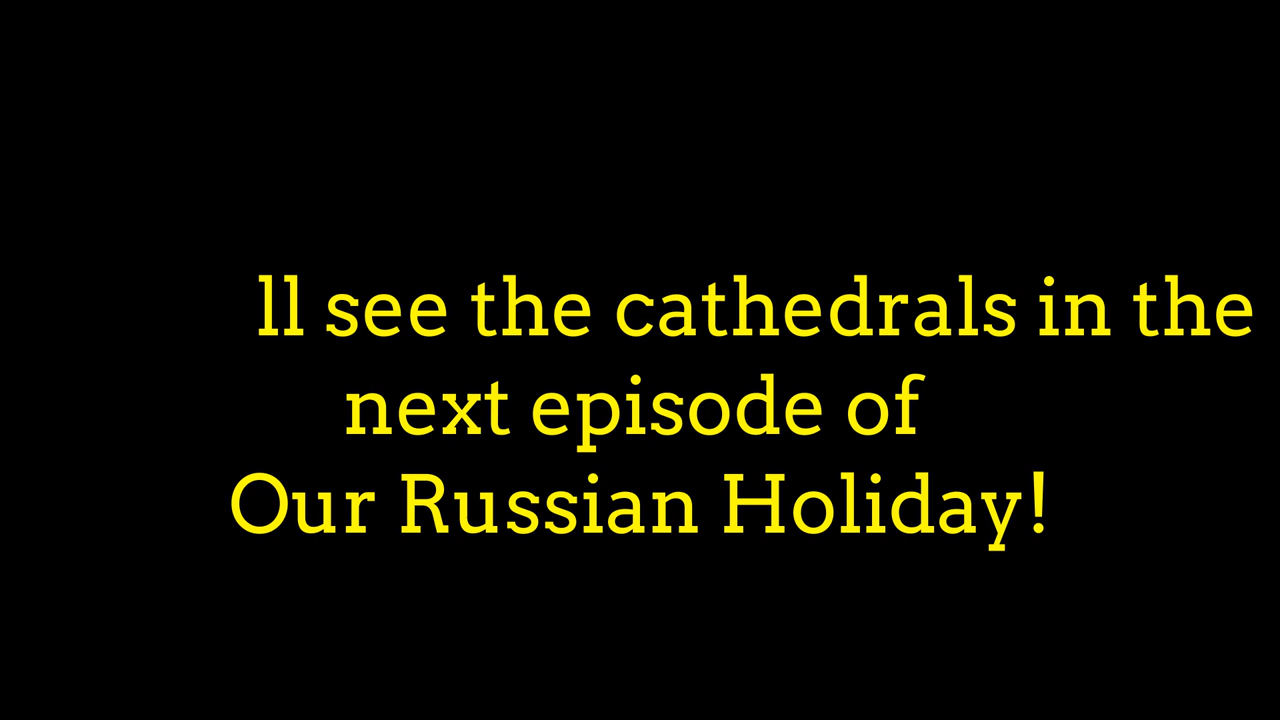 ll see the cathedrals in the
next episode of
Our Russian Holiday!